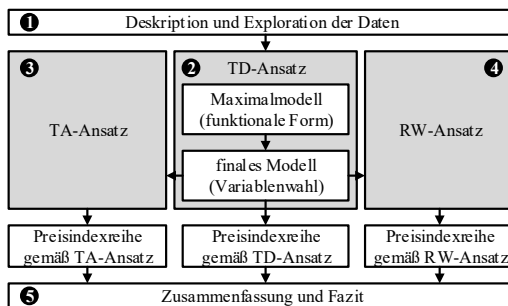 ❶ Deskription und Exploration der Daten
❸
TA-Ansatz
❷ TD-Ansatz
Maximalmodell
(funktionale Form)
finales Modell
(Variablenwahl)
❹
RW-Ansatz
Preisindexreihe
gemäß TA-Ansatz
Preisindexreihe
gemäß TD-Ansatz
Preisindexreihe
gemäß RW-Ansatz
❺ Zusammenfassung und Fazit